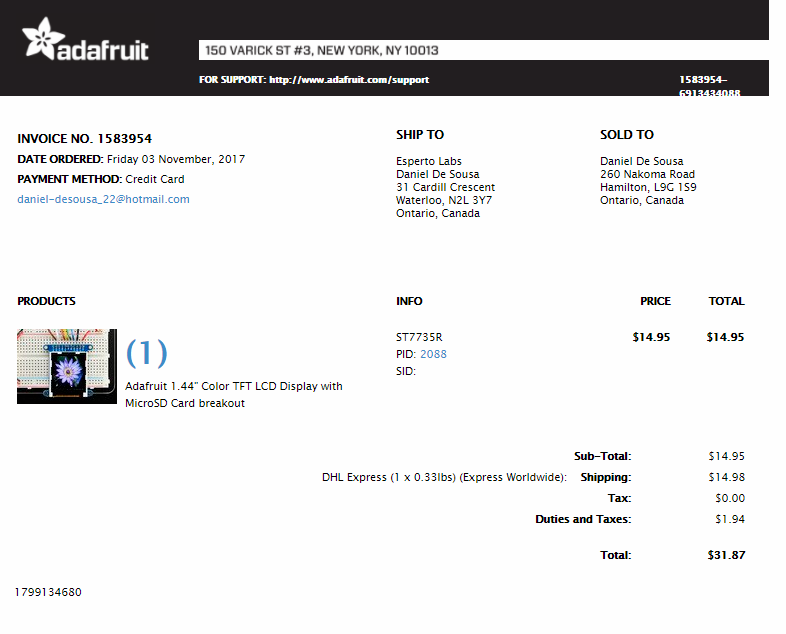 adafruit
150 VARICK ST #3, NEW YORK, NY 10013
FOR SUPPORT: http://www.adafruit.com/support
1583954-
6913434088
INVOICE NO. 1583954
DATE ORDERED: Friday 03 November, 2017
PAYMENT METHOD: Credit Card
daniel-desousa_22@hotmail.com
SHIP TO
Esperto Labs
Daniel De Sousa
31 Cardill Crescent
Waterloo, N2L 3Y7
Ontario, Canada
SOLD TO
Daniel De Sousa
260 Nakoma Road
Hamilton, L9G 1S9
Ontario, Canada
PRODUCTS INFO PRICE TOTAL
(1)
Adafruit 1.44" Color TFT LCD Display with
MicroSD Card breakout
ST7735R
PID: 2088
SID:
$14.95 $14.95
Sub-Total: $14.95
DHL Express (1 x 0.33lbs) (Express Worldwide): Shipping: $14.98
Tax: $0.00
Duties and Taxes: $1.94
Total: $31.87
1799134680